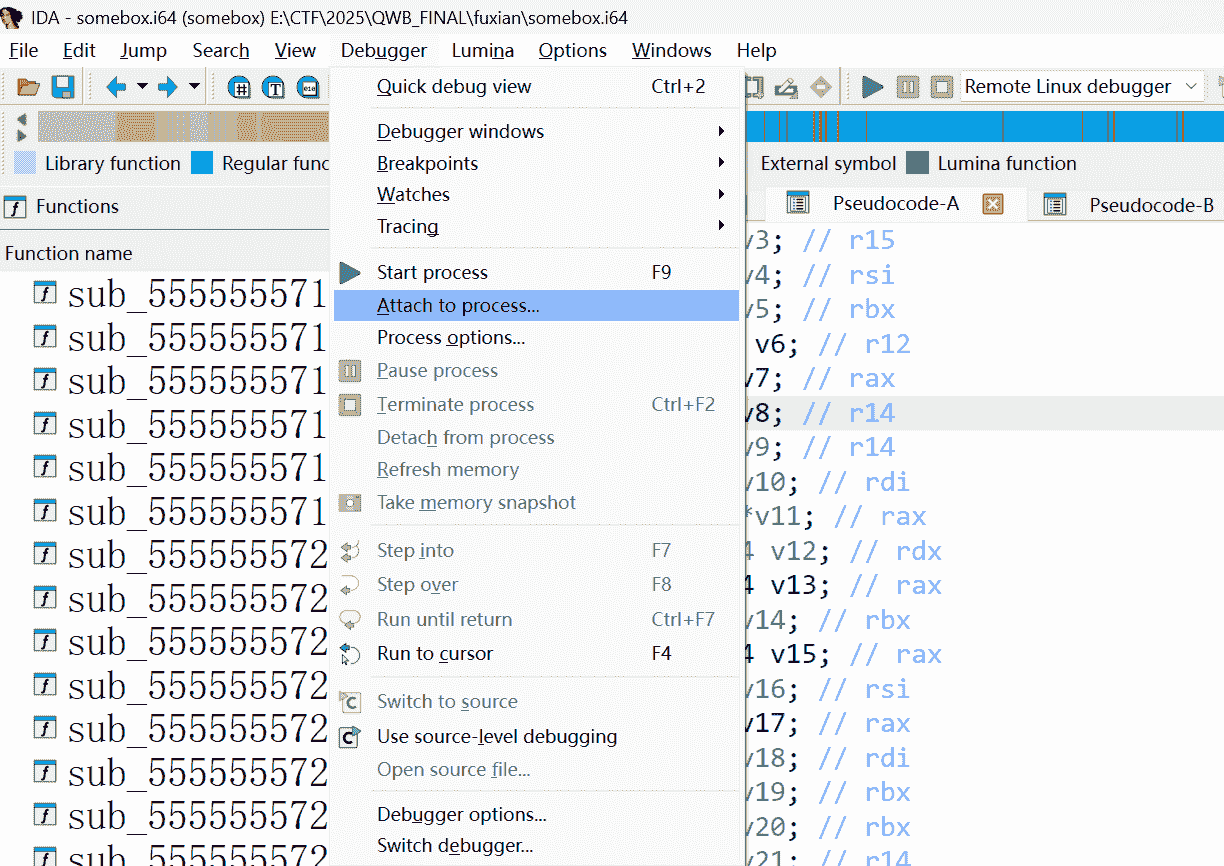 IDA - somebox.i64 (somebox) E:\CTF\2025\QWB_FINAL\fuxian\somebox.i64
File Edit Jump Search View Debugger Lumina Options Windows Help
Remote Linux debugger
Library function Regular func External symbol Lumina function
Functions
Pseudocode-A Pseudocode-B
Function name
sub_555555571
sub_555555571
sub_555555571
sub_555555571
sub_555555571
sub_555555571
sub_555555572
sub_555555572
sub_555555572
sub_555555572
sub_555555572
sub_555555572
sub_555555572
sub_555555572
Quick debug view Ctrl+2
Debugger windows
Breakpoints
Watches
Tracing
Start process F9
Attach to process...
Process options...
Pause process
Terminate process Ctrl+F2
Detach from process
Refresh memory
Take memory snapshot
Step into F7
Step over F8
Run until return Ctrl+F7
Run to cursor F4
Switch to source
Use source-level debugging
Open source file...
Debugger options...
Switch debugger...
v3; // r15
v4; // rsi
v5; // rbx
v6; // r12
v7; // rax
v8; // r14
v9; // r14
v10; // rdi
*v11; // rax
4 v12; // rdx
4 v13; // rax
v14; // rbx
4 v15; // rax
v16; // rsi
v17; // rax
v18; // rdi
v19; // rbx
v20; // rbx
v21; // r14